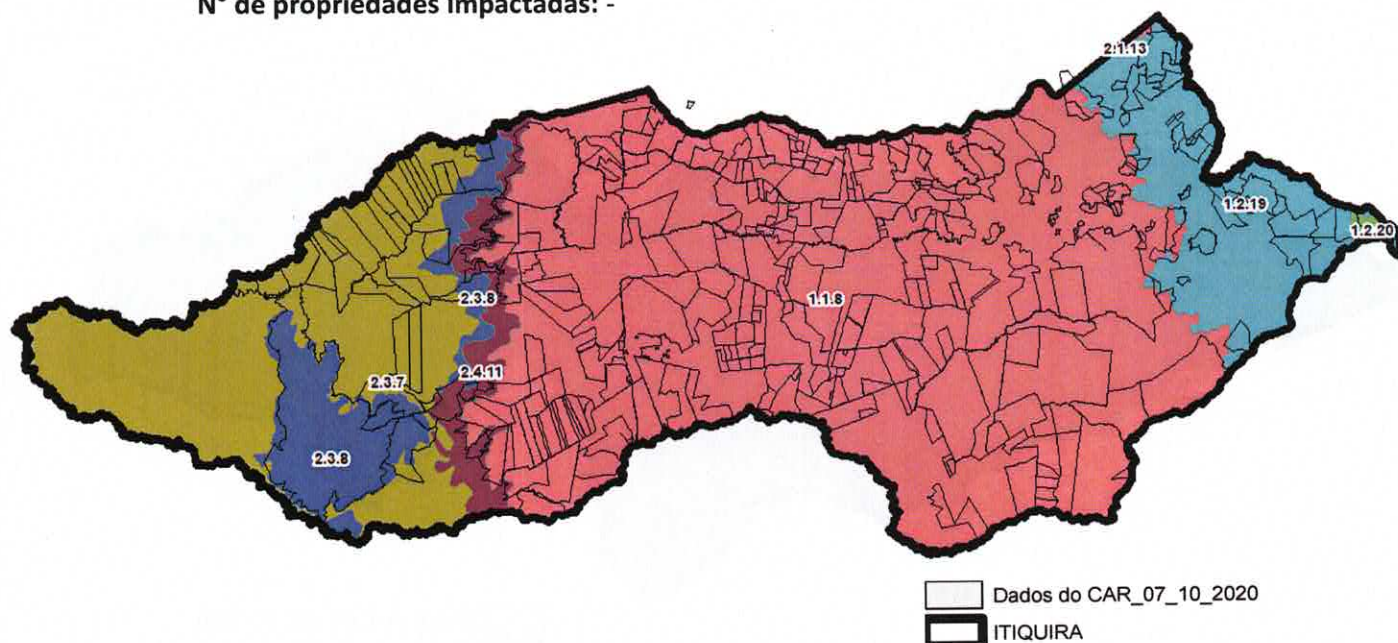 N° de propriedades impactadas: -
2.1.13
1.2.19
1.2.20
2.3.8
1.1.8
2.4.11
2.3.7
2.3.8
Dados do CAR_07_10_2020
ITIQUIRA